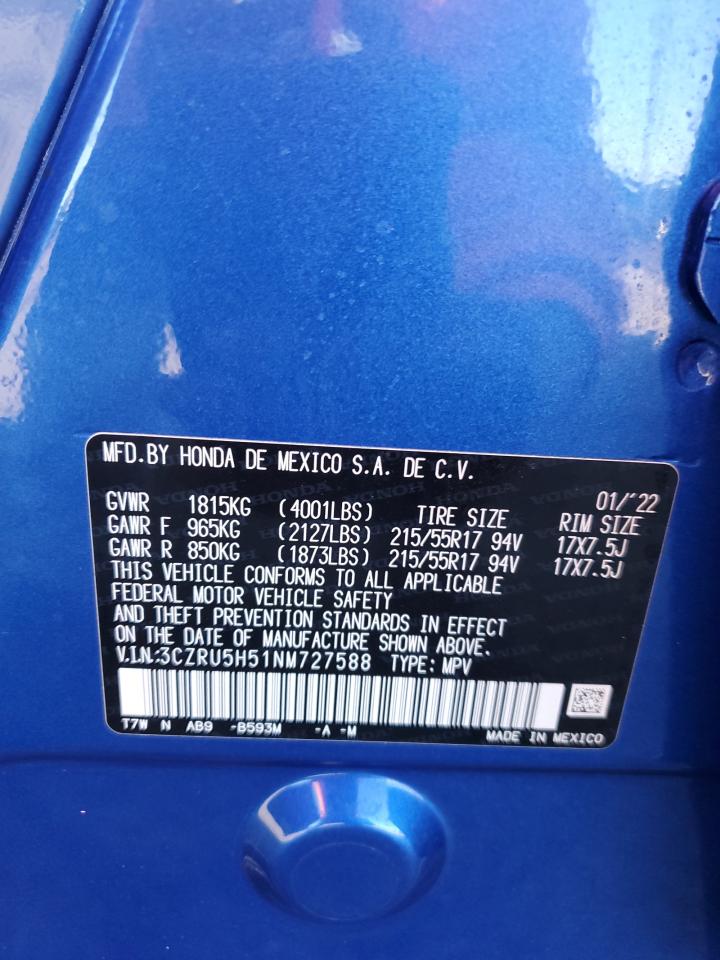 MFD.BY HONDA DE MEXICO S.A. DE C.V.
01/'22
GVWR 1815KG (4001LBS) TIRE SIZE RIM SIZE
GAWR F 965KG (2127LBS) 215/55R17 94V 17X7.5J
GAWR R 850KG (1873LBS) 215/55R17 94V 17X7.5J
THIS VEHICLE CONFORMS TO ALL APPLICABLE
FEDERAL MOTOR VEHICLE SAFETY
AND THEFT PREVENTION STANDARDS IN EFFECT
ON THE DATE OF MANUFACTURE SHOWN ABOVE.
V.I.N:3CZRU5H51NM727588 TYPE: MPV
T7W N AB9 -B593M -A -M
MADE IN MEXICO